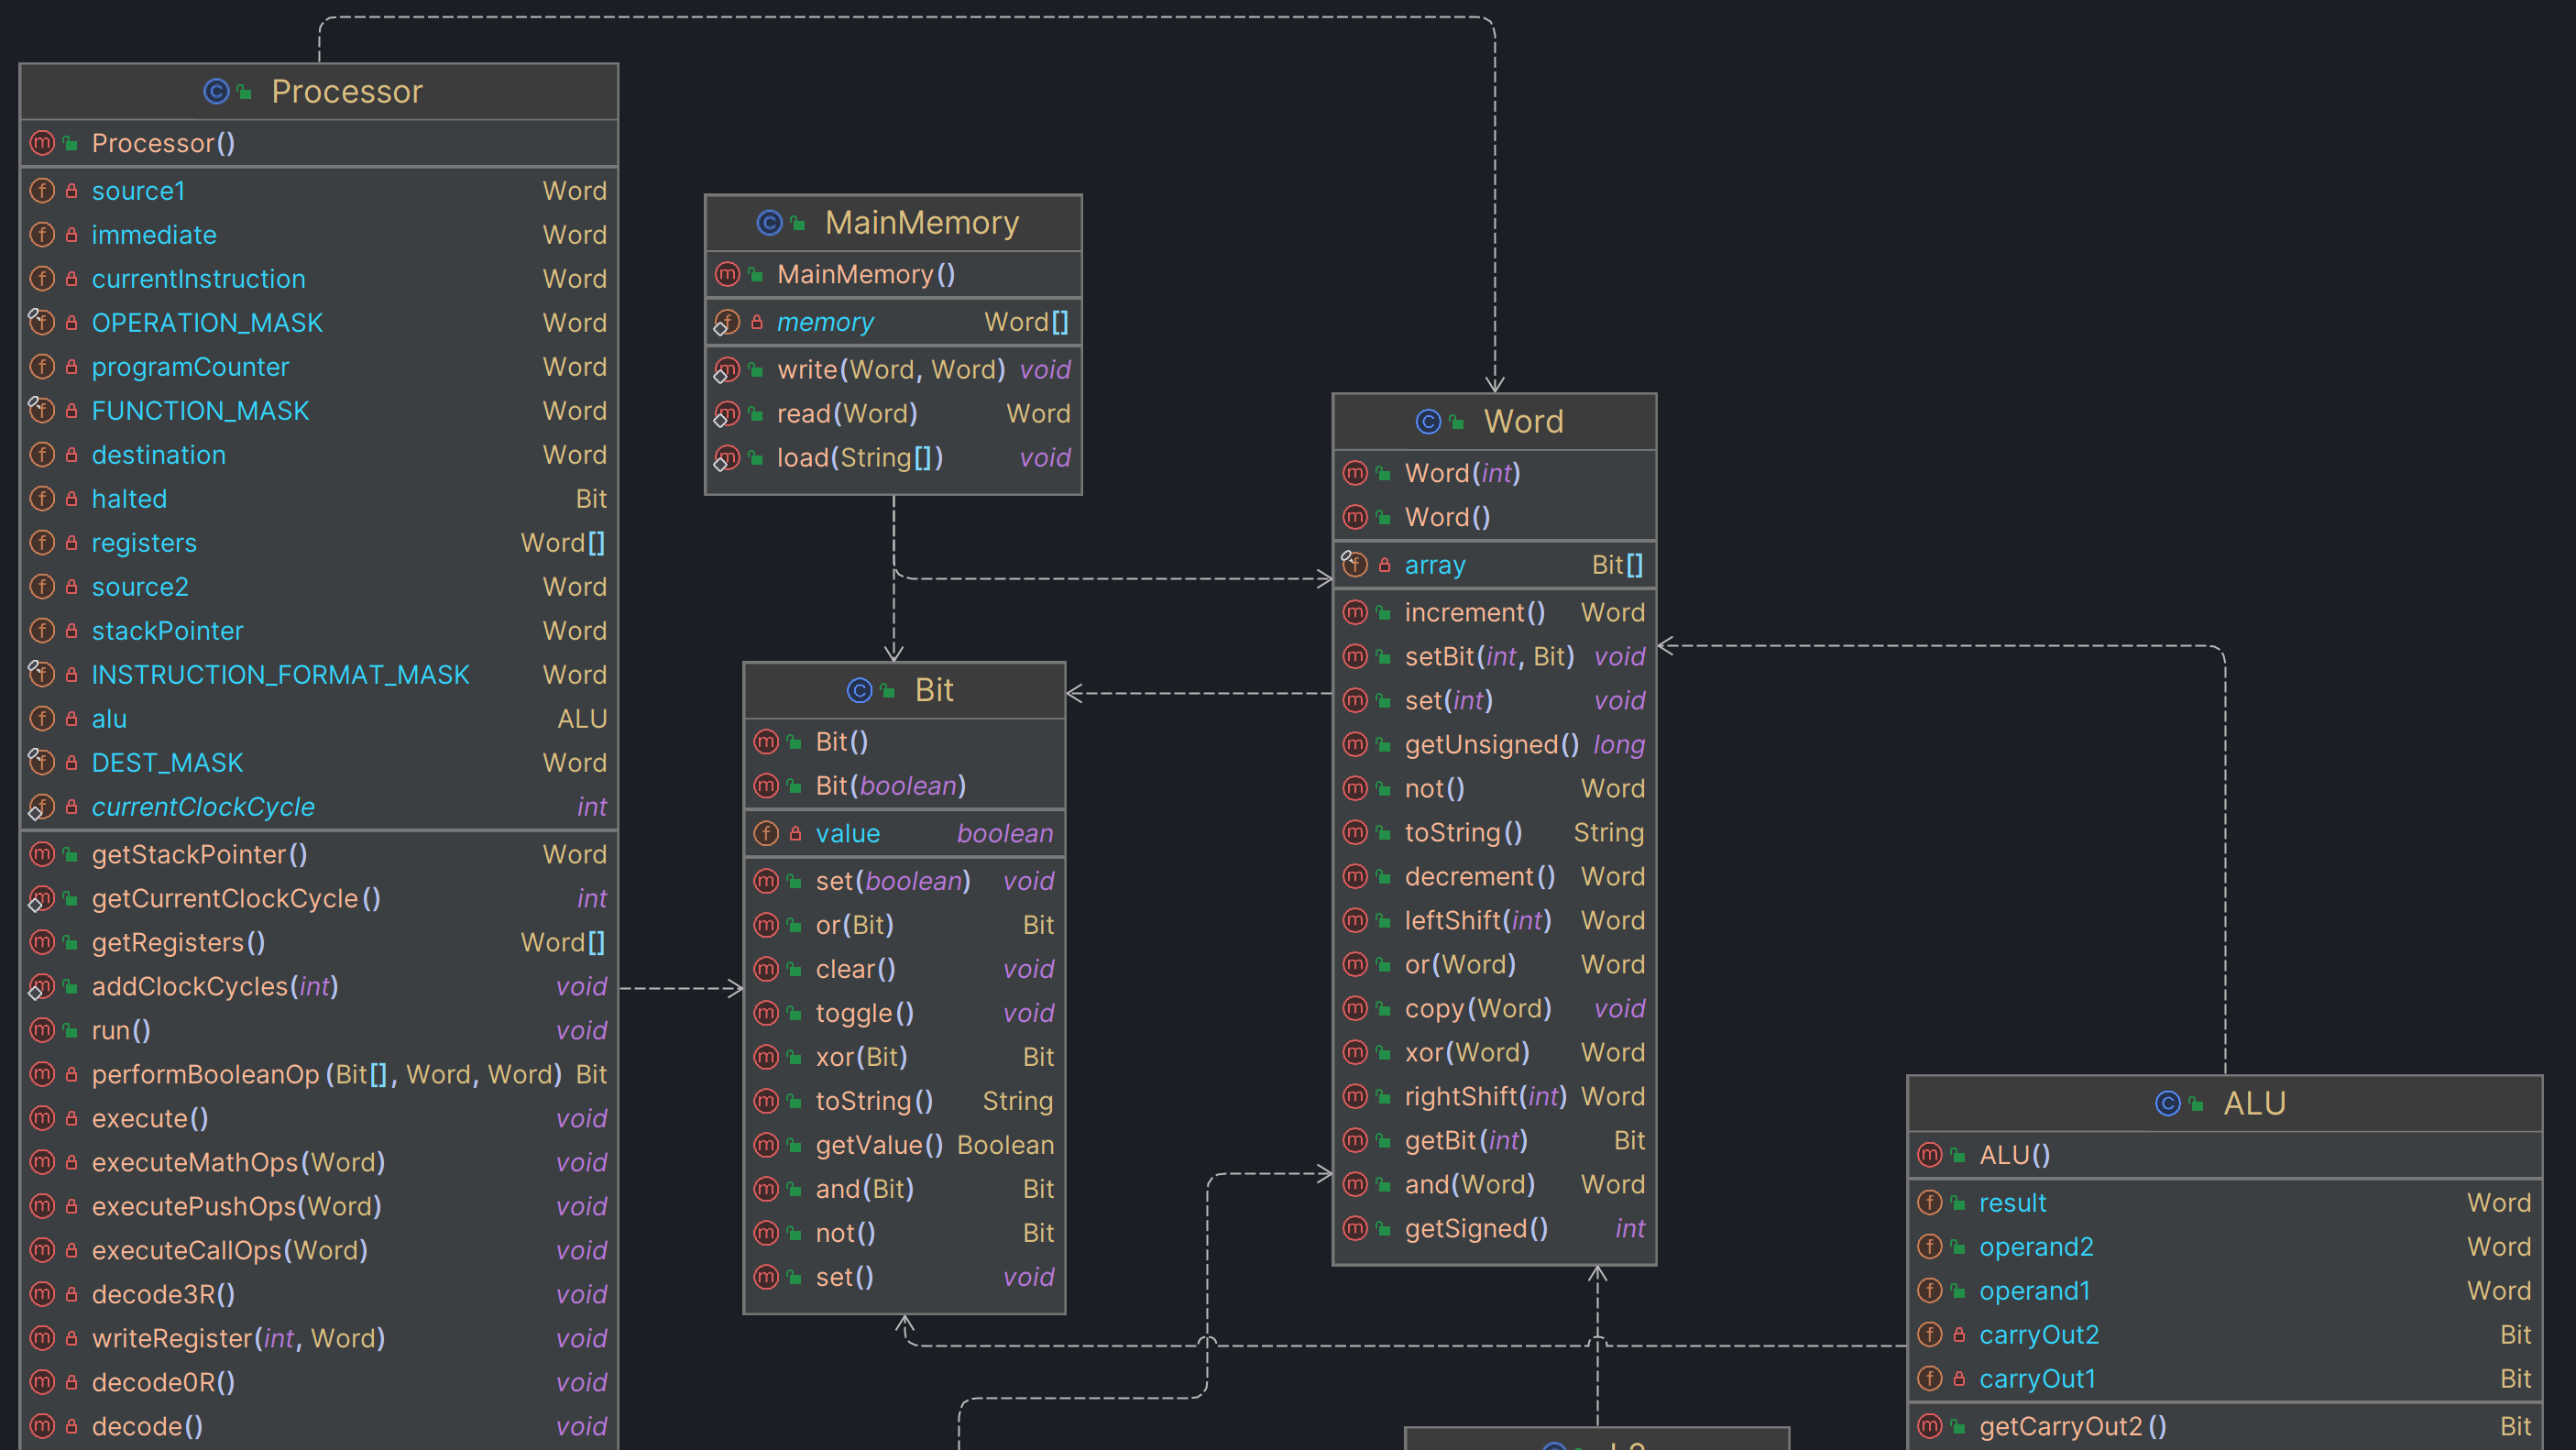 Processor
Processor()
source1 Word
immediate Word
currentInstruction Word
OPERATION_MASK Word
programCounter Word
FUNCTION_MASK Word
destination Word
halted Bit
registers Word[]
source2 Word
stackPointer Word
INSTRUCTION_FORMAT_MASK Word
alu ALU
DEST_MASK Word
currentClockCycle int
getStackPointer() Word
getCurrentClockCycle() int
getRegisters() Word[]
addClockCycles(int) void
run() void
performBooleanOp(Bit[], Word, Word) Bit
execute() void
executeMathOps(Word) void
executePushOps(Word) void
executeCallOps(Word) void
decode3R() void
writeRegister(int, Word) void
decode0R() void
decode() void
MainMemory
MainMemory()
memory Word[]
write(Word, Word) void
read(Word) Word
load(String[]) void
Bit
Bit()
Bit(boolean)
value boolean
set(boolean) void
or(Bit) Bit
clear() void
toggle() void
xor(Bit) Bit
toString() String
getValue() Boolean
and(Bit) Bit
not() Bit
set() void
Word
Word(int)
Word()
array Bit[]
increment() Word
setBit(int, Bit) void
set(int) void
getUnsigned() long
not() Word
toString() String
decrement() Word
leftShift(int) Word
or(Word) Word
copy(Word) void
xor(Word) Word
rightShift(int) Word
getBit(int) Bit
and(Word) Word
getSigned() int
ALU
ALU()
result Word
operand2 Word
operand1 Word
carryOut2 Bit
carryOut1 Bit
getCarryOut2() Bit